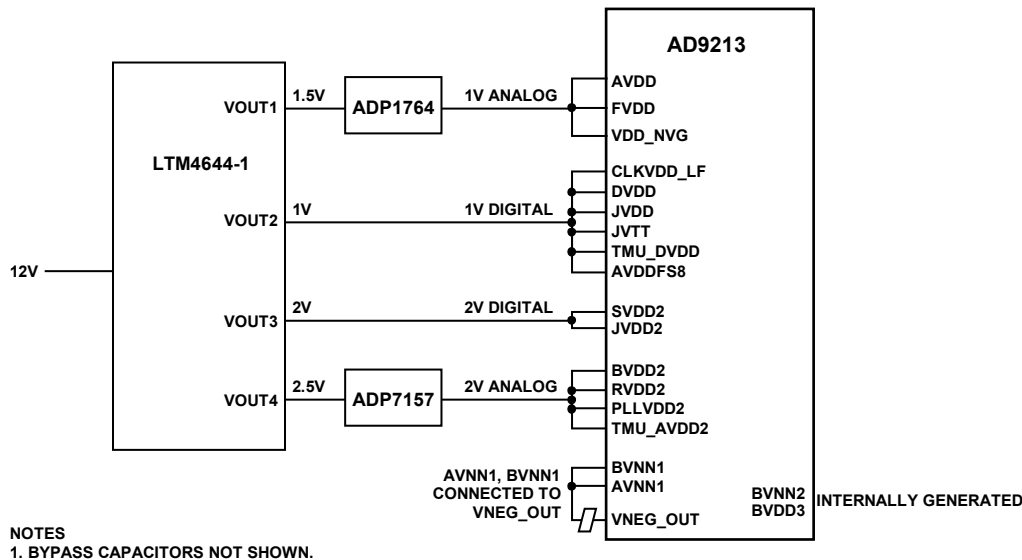 AD9213
LTM4644-1
12V
VOUT1
1.5V
ADP1764
1V ANALOG
AVDD
FVDD
VDD_NVG
VOUT2
1V
1V DIGITAL
CLKVDD_LF
DVDD
JVDD
JVTT
TMU_DVDD
AVDDFS8
VOUT3
2V
2V DIGITAL
SVDD2
JVDD2
VOUT4
2.5V
ADP7157
2V ANALOG
BVDD2
RVDD2
PLLVDD2
TMU_AVDD2
AVNN1, BVNN1
CONNECTED TO
VNEG_OUT
BVNN1
AVNN1
VNEG_OUT
BVNN2
BVDD3
INTERNALLY GENERATED
NOTES
1. BYPASS CAPACITORS NOT SHOWN.